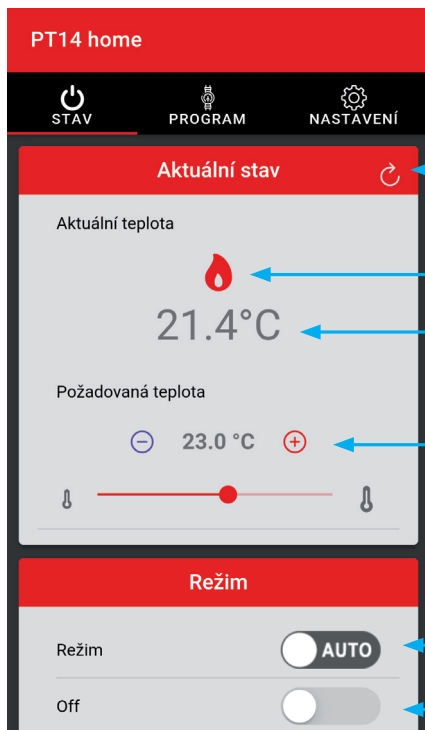 PT14 home
STAV PROGRAM NASTAVENÍ
Aktuální stav
Aktuální teplota
21.4°C
Požadovaná teplota
23.0 °C
Režim
Režim AUTO
Off